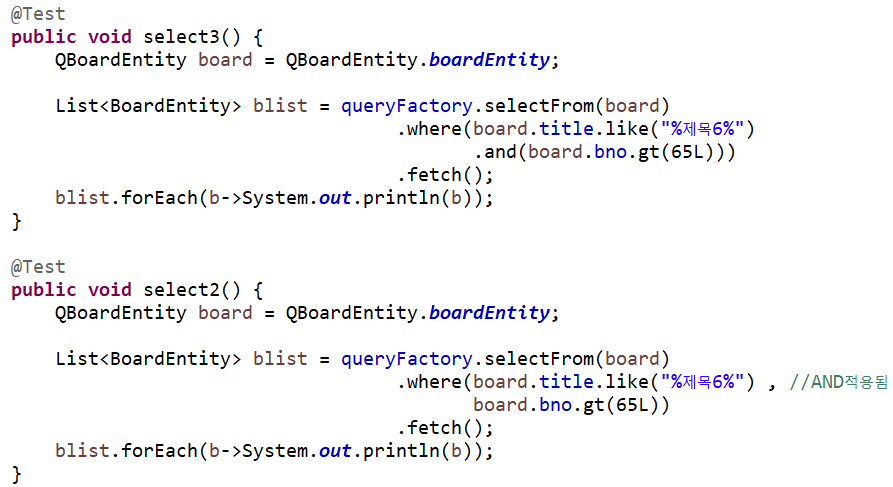 @Test
public void select3() {
    QBoardEntity board = QBoardEntity.boardEntity;
    List<BoardEntity> blist = queryFactory.selectFrom(board)
                                .where(board.title.like("%제목6%")
                                       .and(board.bno.gt(65L)))
                                .fetch();
    blist.forEach(b->System.out.println(b));
}
@Test
public void select2() {
    QBoardEntity board = QBoardEntity.boardEntity;
    List<BoardEntity> blist = queryFactory.selectFrom(board)
                                .where(board.title.like("%제목6%") , //AND적용됨
                                       board.bno.gt(65L))
                                .fetch();
    blist.forEach(b->System.out.println(b));
}